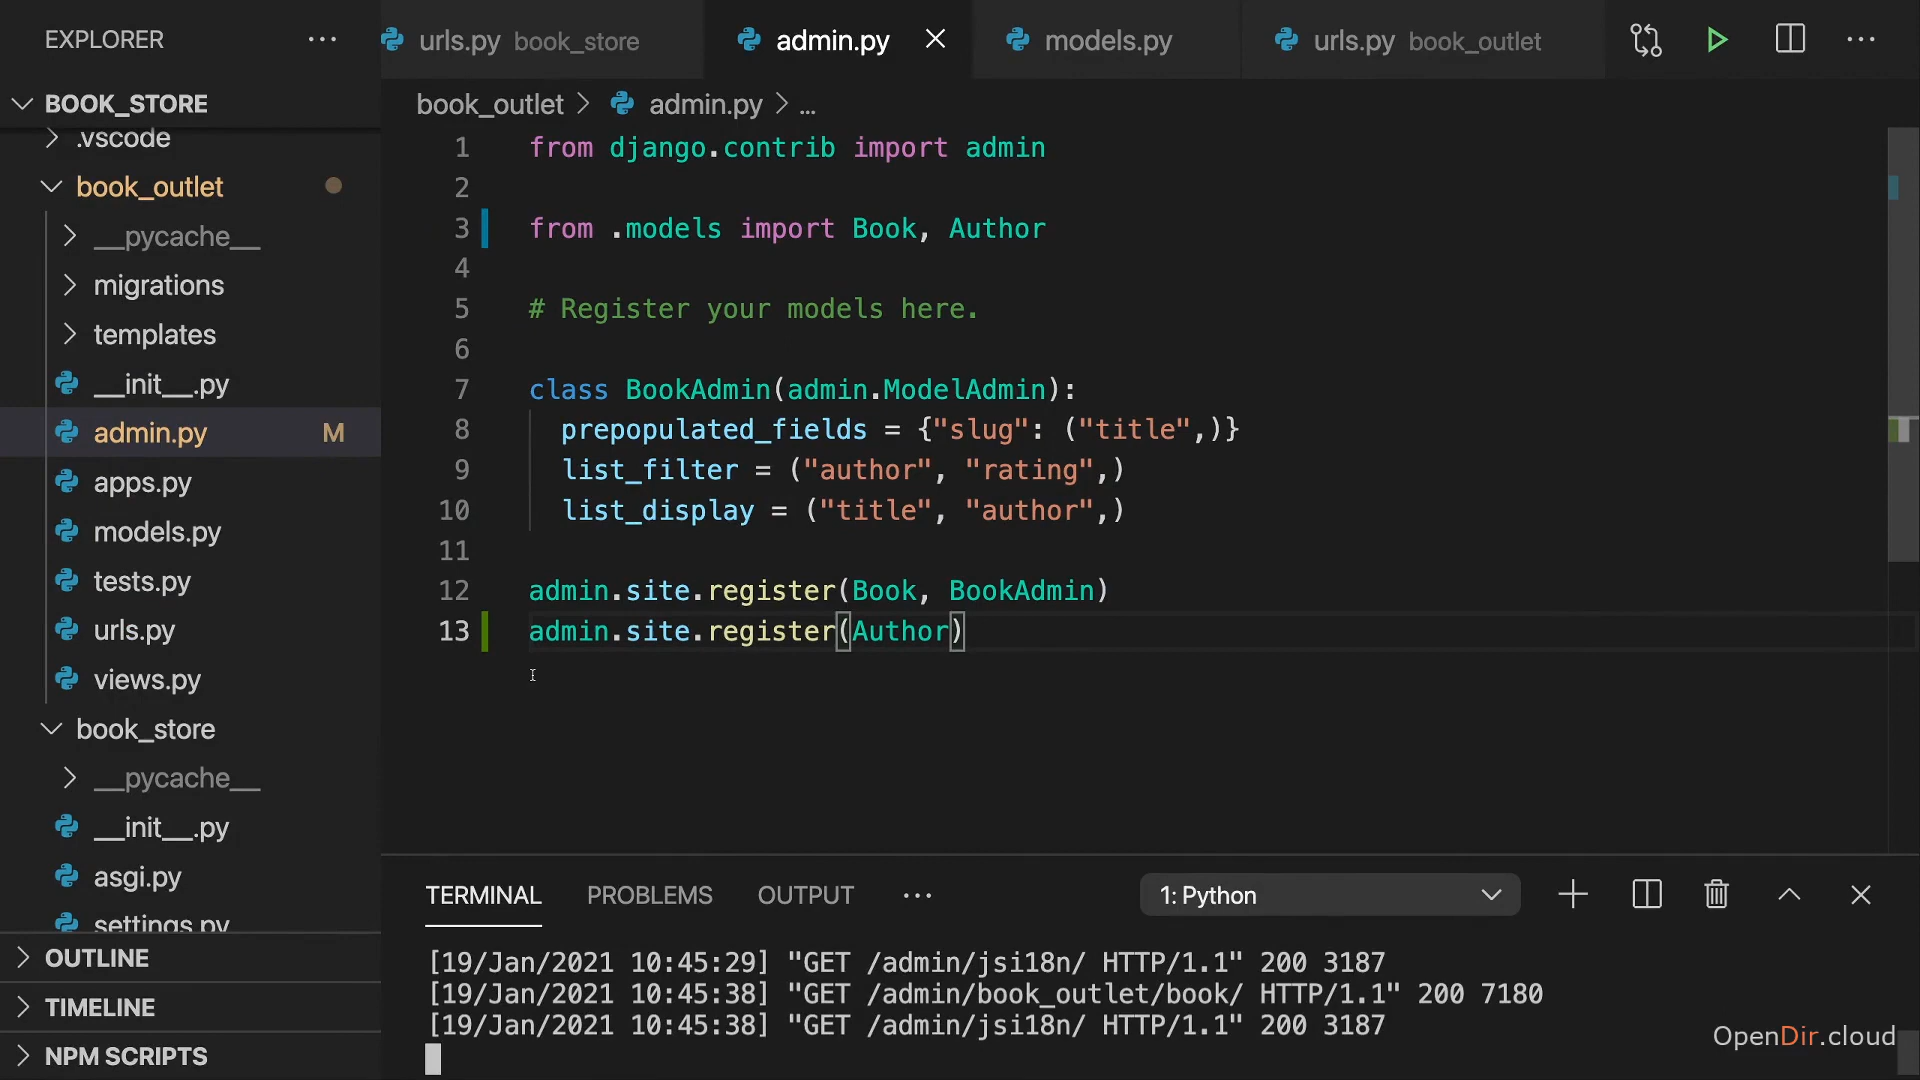 EXPLORER
BOOK_STORE
.vscode
book_outlet
__pycache__
migrations
templates
__init__.py
admin.py M
apps.py
models.py
tests.py
urls.py
views.py
book_store
__pycache__
__init__.py
asgi.py
settings.py
OUTLINE
TIMELINE
NPM SCRIPTS
urls.py book_store
admin.py
models.py
urls.py book_outlet
book_outlet > admin.py > ...
1 from django.contrib import admin
2
3 from .models import Book, Author
4
5 # Register your models here.
6
7 class BookAdmin(admin.ModelAdmin):
8 prepopulated_fields = {"slug": ("title",)}
9 list_filter = ("author", "rating",)
10 list_display = ("title", "author",)
11
12 admin.site.register(Book, BookAdmin)
13 admin.site.register(Author)
TERMINAL PROBLEMS OUTPUT ... 1: Python
[19/Jan/2021 10:45:29] "GET /admin/jsi18n/ HTTP/1.1" 200 3187
[19/Jan/2021 10:45:38] "GET /admin/book_outlet/book/ HTTP/1.1" 200 7180
[19/Jan/2021 10:45:38] "GET /admin/jsi18n/ HTTP/1.1" 200 3187
OpenDir.cloud